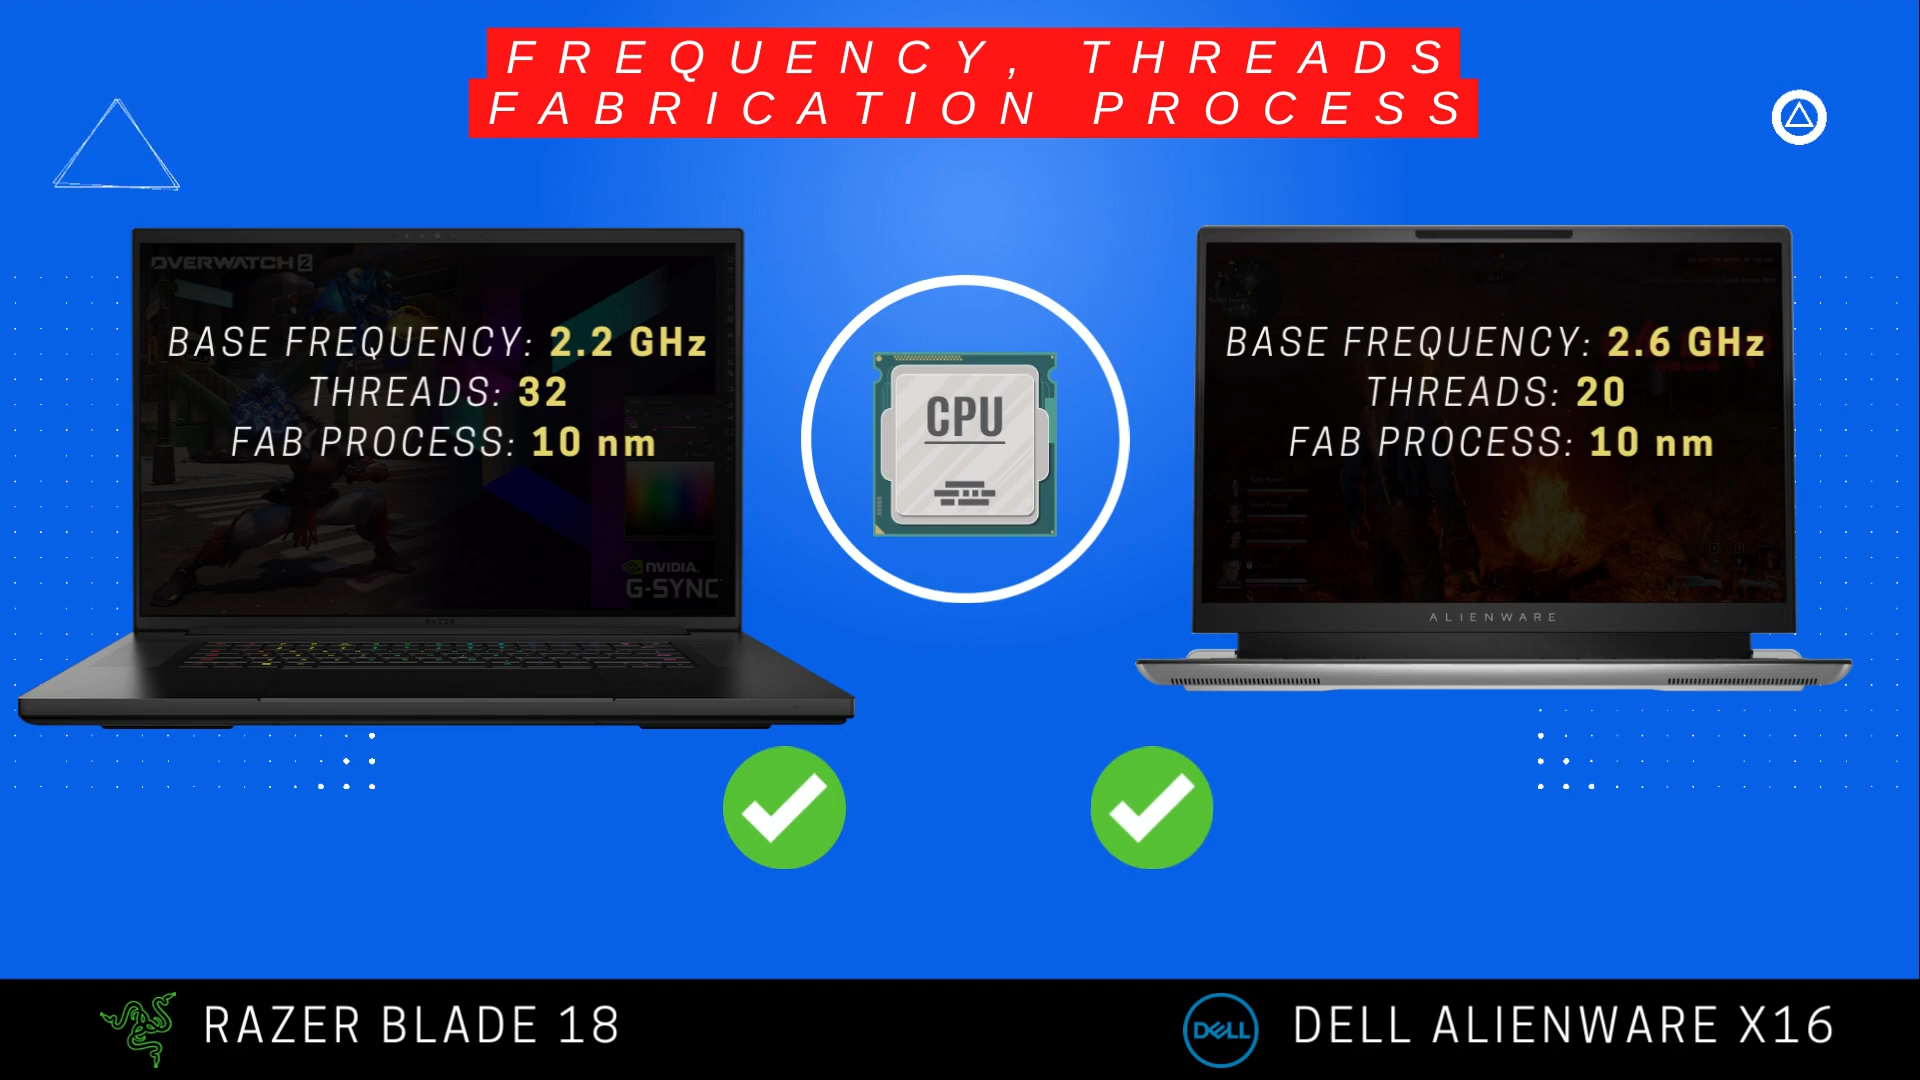 FREQUENCY, THREADS
FABRICATION PROCESS
OVERWATCH 2
BASE FREQUENCY: 2.2 GHz
THREADS: 32
FAB PROCESS: 10 nm
NVIDIA.
G-SYNC
RAZER
CPU
BASE FREQUENCY: 2.6 GHz
THREADS: 20
FAB PROCESS: 10 nm
ALIENWARE
RAZER BLADE 18
DELL
DELL ALIENWARE X16